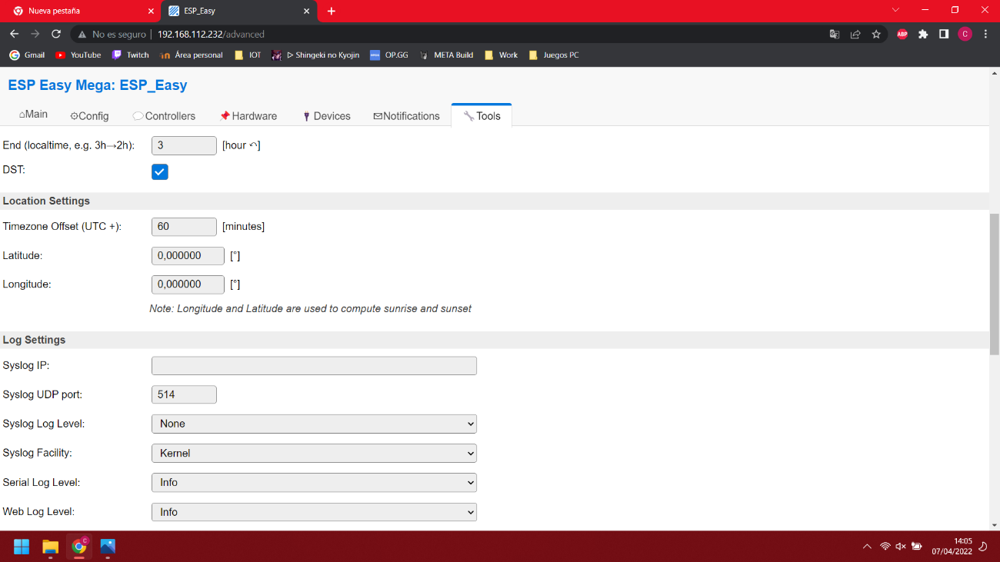 Nueva pestaña
ESP_Easy
No es seguro | 192.168.112.232/advanced
ABP
C
Gmail YouTube Twitch Área personal IOT ▷ Shingeki no Kyojin OP.GG META Build Work Juegos PC
ESP Easy Mega: ESP_Easy
⌂Main ⚙Config Controllers Hardware Devices ✉Notifications Tools
End (localtime, e.g. 3h→2h): 3 [hour ↶]
DST:
Location Settings
Timezone Offset (UTC +): 60 [minutes]
Latitude: 0,000000 [°]
Longitude: 0,000000 [°]
Note: Longitude and Latitude are used to compute sunrise and sunset
Log Settings
Syslog IP:
Syslog UDP port: 514
Syslog Log Level: None
Syslog Facility: Kernel
Serial Log Level: Info
Web Log Level: Info
14:05
07/04/2022